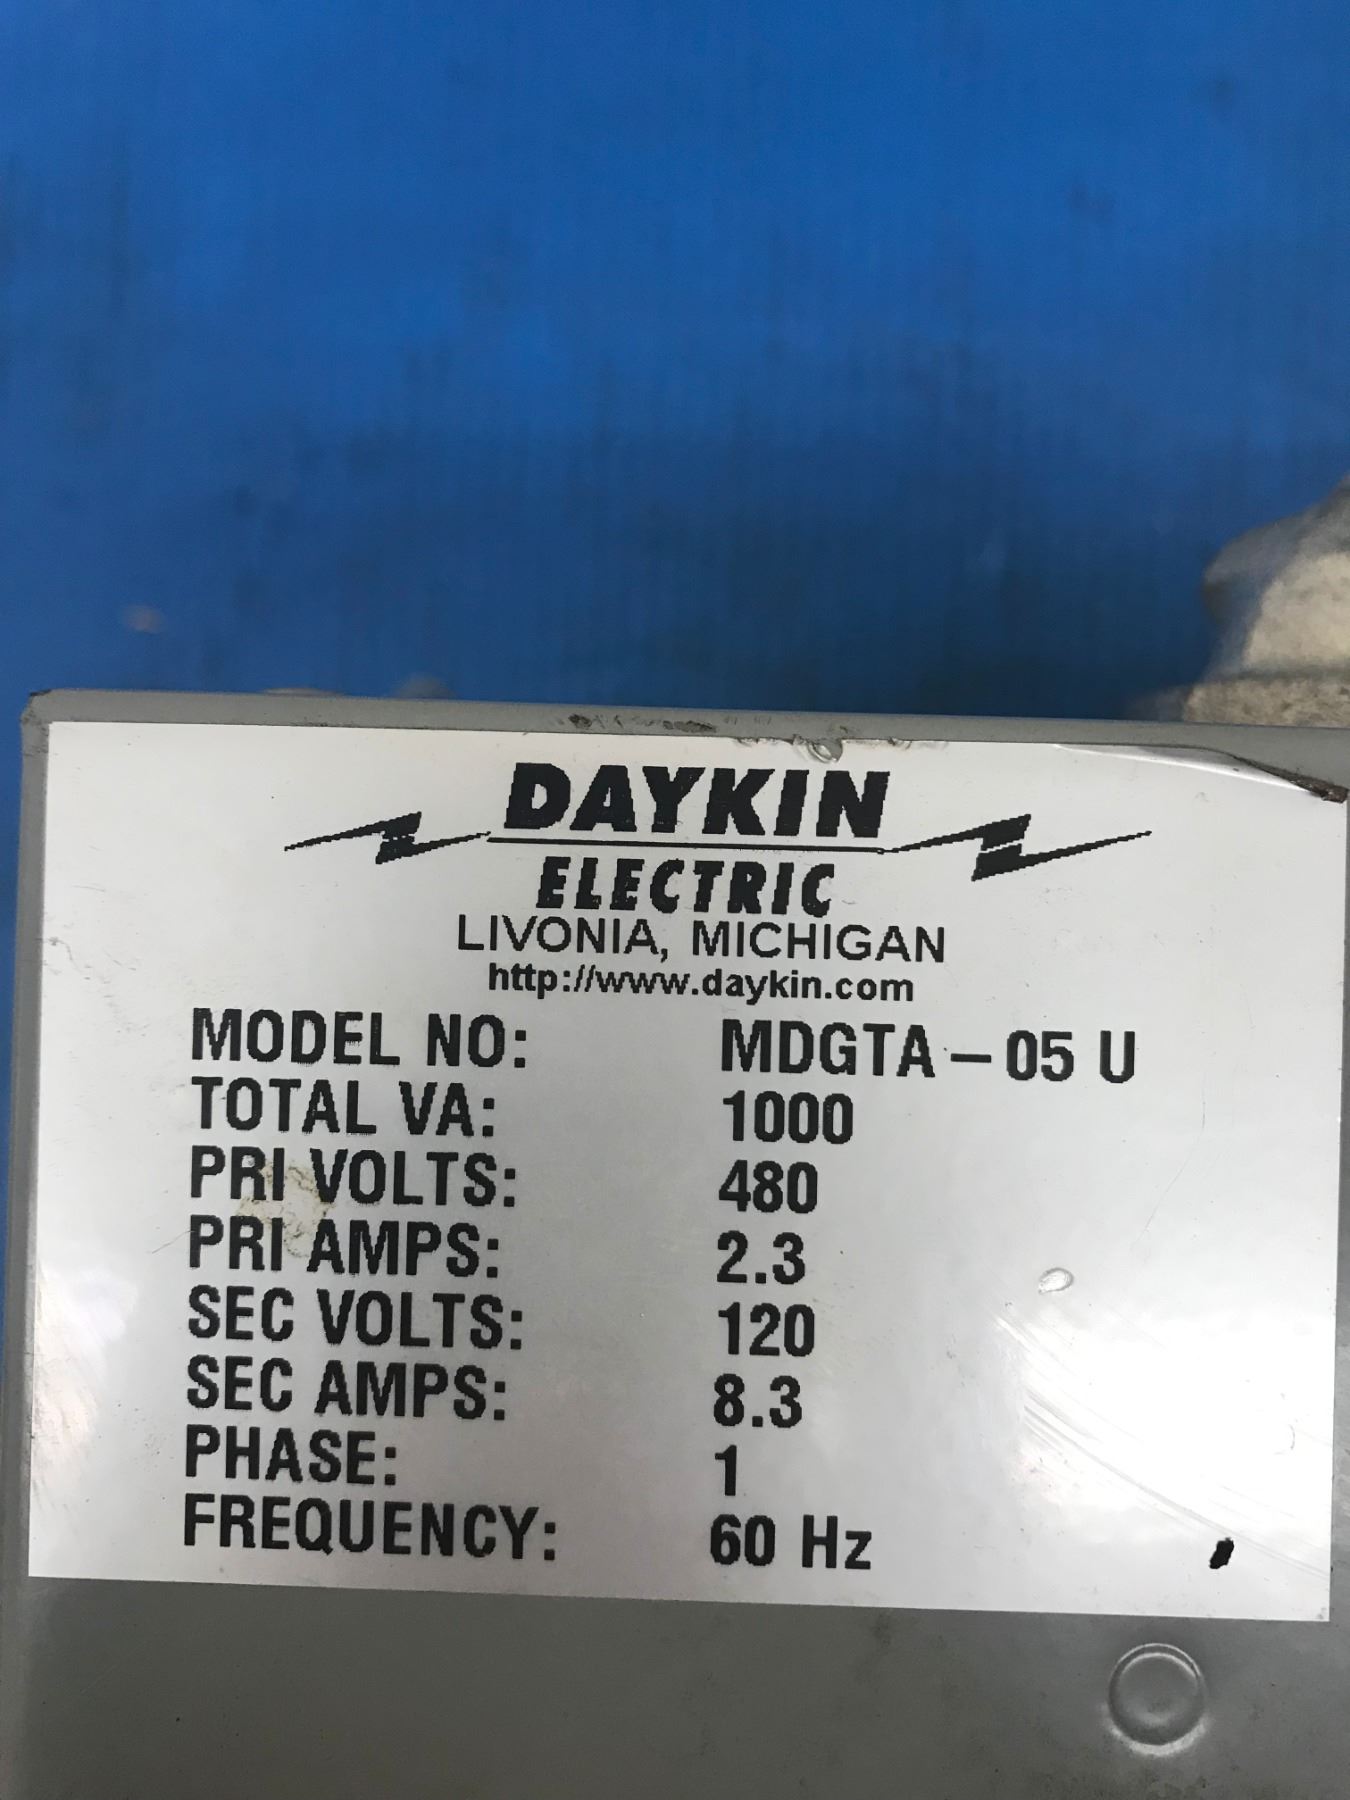 DAYKIN
ELECTRIC
LIVONIA, MICHIGAN
http://www.daykin.com
MODEL NO: MDGTA-05 U
TOTAL VA: 1000
PRI VOLTS: 480
PRI AMPS: 2.3
SEC VOLTS: 120
SEC AMPS: 8.3
PHASE: 1
FREQUENCY: 60 Hz